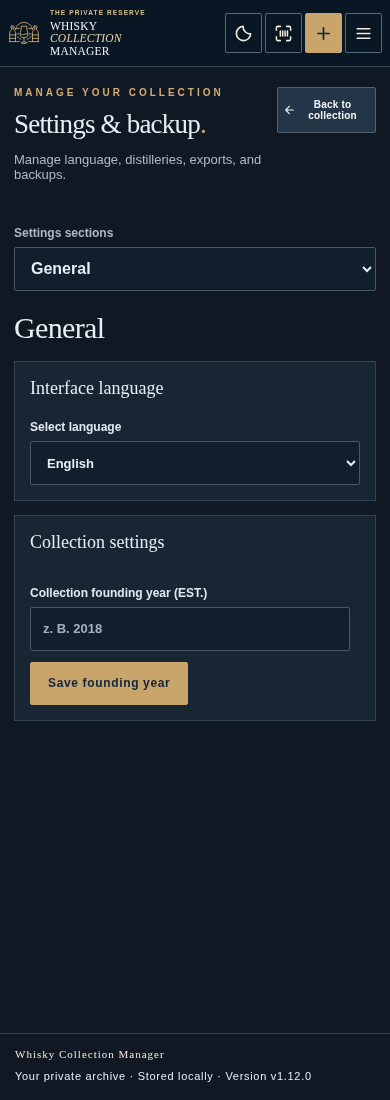 THE PRIVATE RESERVE
WHISKY
COLLECTION
MANAGER
MANAGE YOUR COLLECTION
Settings & backup.
Back to
collection
Manage language, distilleries, exports, and
backups.
Settings sections
General
General
Interface language
Select language
English
Collection settings
Collection founding year (EST.)
z. B. 2018
Save founding year
Whisky Collection Manager
Your private archive · Stored locally · Version v1.12.0